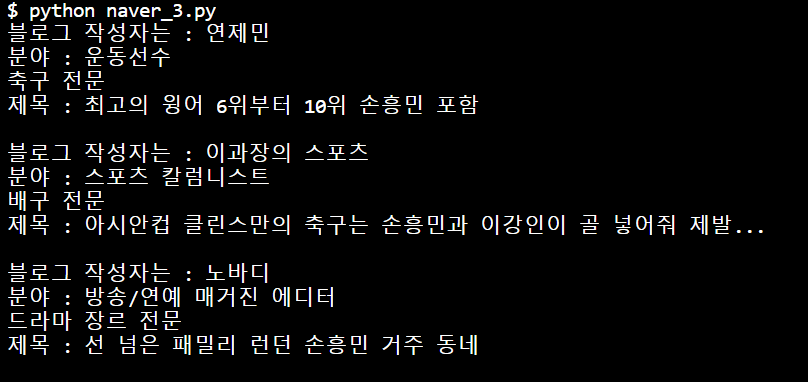 $ python naver_3.py
블로그 작성자는 : 연제민
분야 : 운동선수
축구 전문
제목 : 최고의 윙어 6위부터 10위 손흥민 포함
블로그 작성자는 : 이과장의 스포츠
분야 : 스포츠 칼럼니스트
배구 전문
제목 : 아시안컵 클린스만의 축구는 손흥민과 이강인이 골 넣어줘 제발...
블로그 작성자는 : 노바디
분야 : 방송/연예 매거진 에디터
드라마 장르 전문
제목 : 선 넘은 패밀리 런던 손흥민 거주 동네